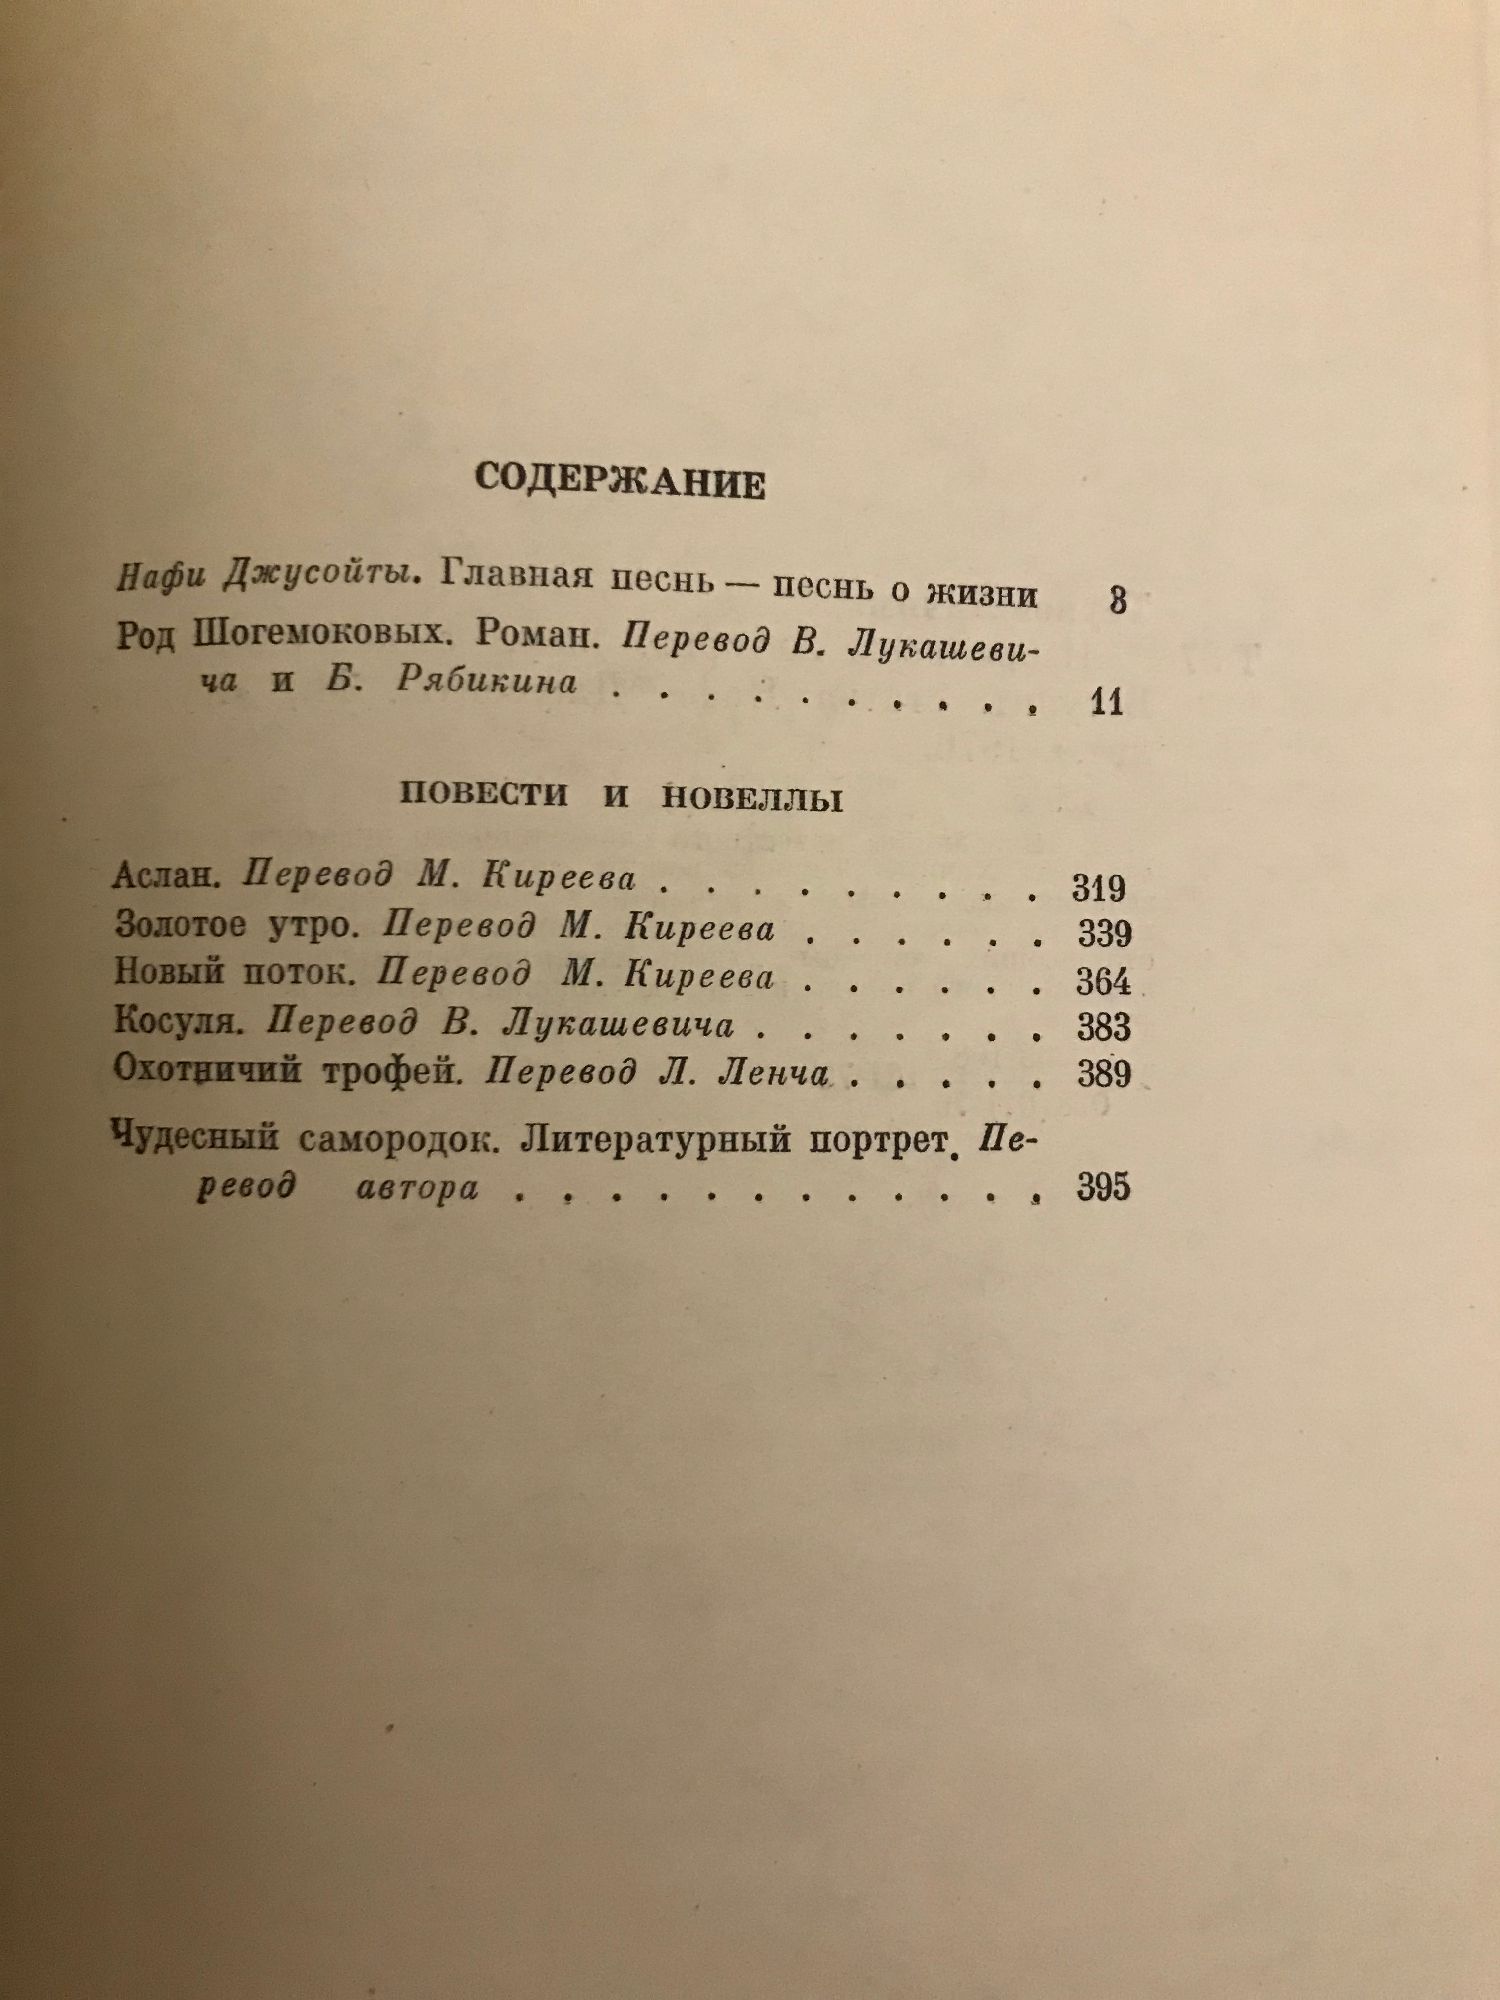 СОДЕРЖАНИЕ
Нафи Джусойты. Главная песнь — песнь о жизни 8
Род Шогемоковых. Роман. Перевод В. Лукашеви-
ча и Б. Рябикина . . . . . . . . . . 11
ПОВЕСТИ И НОВЕЛЛЫ
Аслан. Перевод М. Киреева . . . . . . . . . 319
Золотое утро. Перевод М. Киреева . . . . . . 339
Новый поток. Перевод М. Киреева . . . . . . 364
Косуля. Перевод В. Лукашевича . . . . . . . 383
Охотничий трофей. Перевод Л. Ленча . . . . . 389
Чудесный самородок. Литературный портрет. Пе-
ревод автора . . . . . . . . . . . . 395